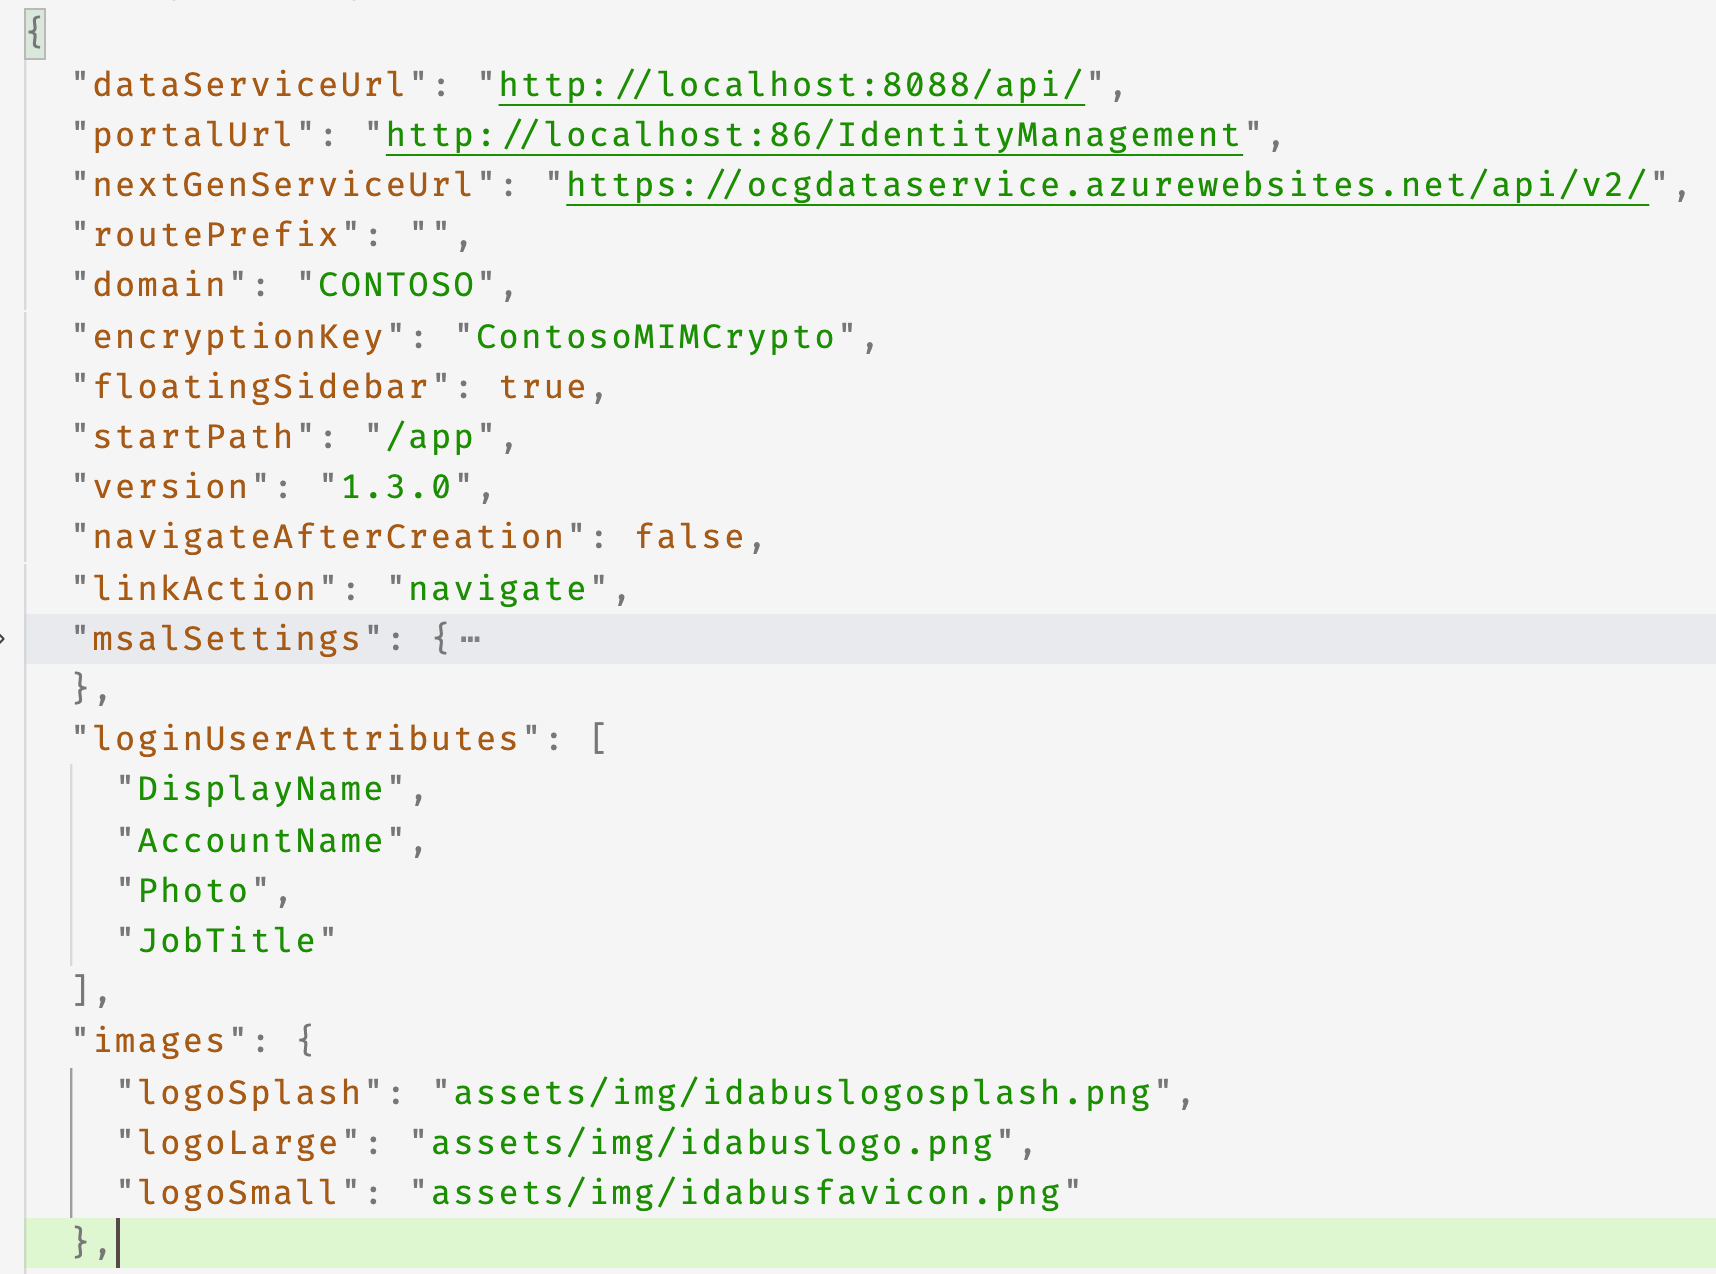 {
"dataServiceUrl": "http://localhost:8088/api/",
"portalUrl": "http://localhost:86/IdentityManagement",
"nextGenServiceUrl": "https://ocgdataservice.azurewebsites.net/api/v2/",
"routePrefix": "",
"domain": "CONTOSO",
"encryptionKey": "ContosoMIMCrypto",
"floatingSidebar": true,
"startPath": "/app",
"version": "1.3.0",
"navigateAfterCreation": false,
"linkAction": "navigate",
"msalSettings": {…
},
"loginUserAttributes": [
"DisplayName",
"AccountName",
"Photo",
"JobTitle"
],
"images": {
"logoSplash": "assets/img/idabuslogosplash.png",
"logoLarge": "assets/img/idabuslogo.png",
"logoSmall": "assets/img/idabusfavicon.png"
},